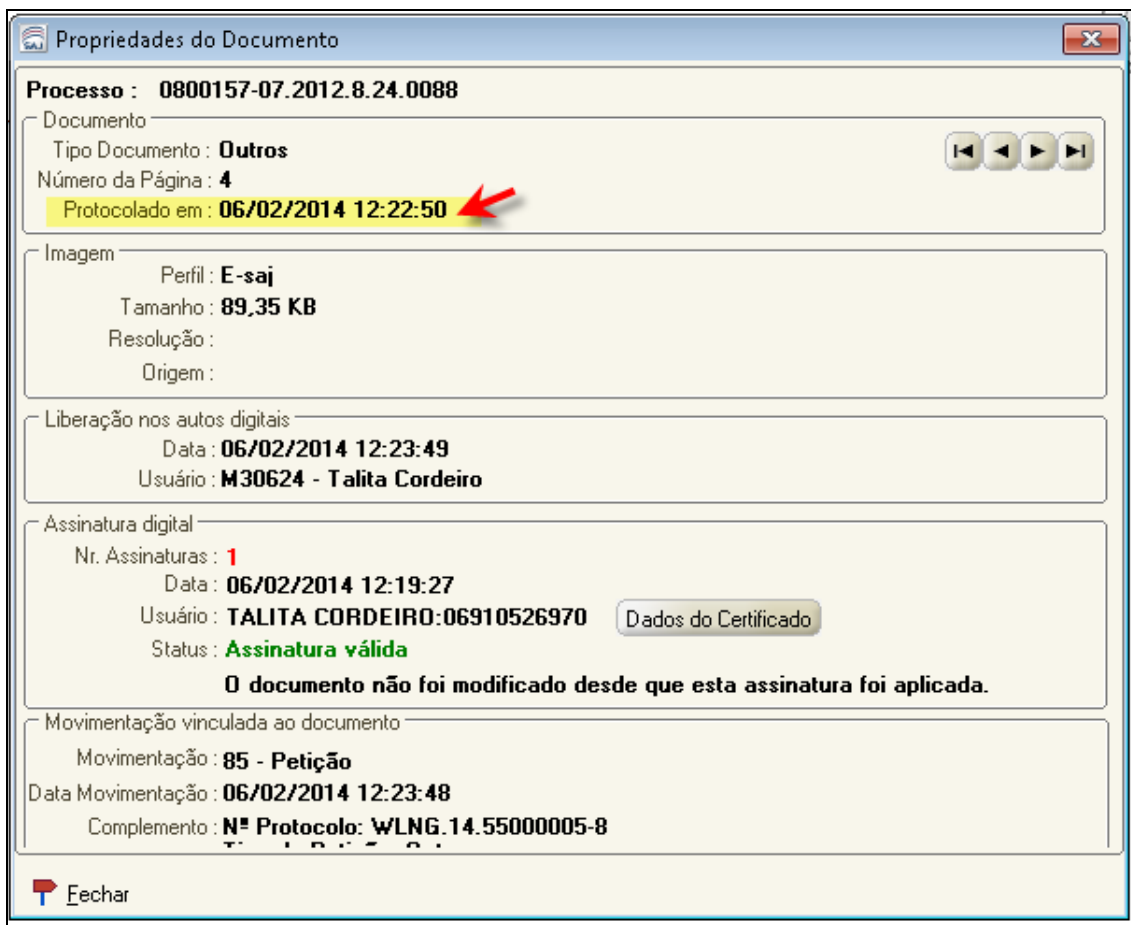 SAJ Propriedades do Documento
Processo : 0800157-07.2012.8.24.0088
Documento
Tipo Documento : Outros
Número da Página : 4
Protocolado em : 06/02/2014 12:22:50
Imagem
Perfil : E-saj
Tamanho : 89,35 KB
Resolução :
Origem :
Liberação nos autos digitais
Data : 06/02/2014 12:23:49
Usuário : M30624 - Talita Cordeiro
Assinatura digital
Nr. Assinaturas : 1
Data : 06/02/2014 12:19:27
Usuário : TALITA CORDEIRO:06910526970 Dados do Certificado
Status : Assinatura válida
O documento não foi modificado desde que esta assinatura foi aplicada.
Movimentação vinculada ao documento
Movimentação : 85 - Petição
Data Movimentação : 06/02/2014 12:23:48
Complemento : Nº Protocolo: WLNG.14.55000005-8
Fechar